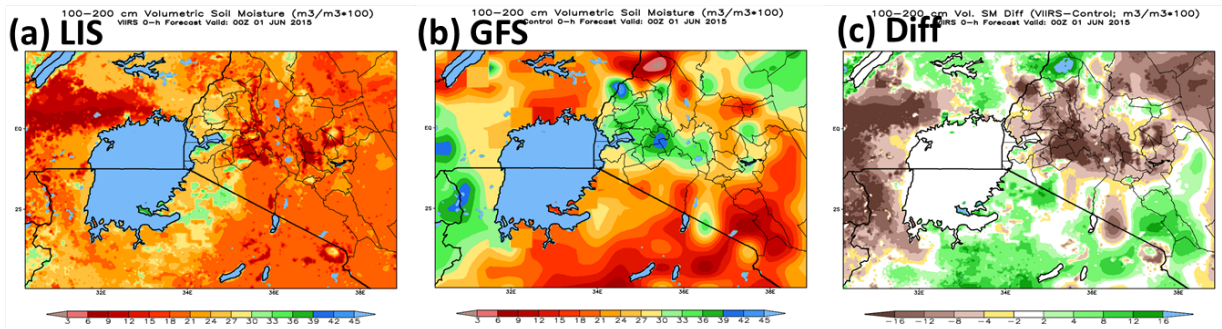 100-200 cm Volumetric Soil Moisture (m3/m3*100)
VIIRS 0-h Forecast Valid: 00Z 01 JUN 2015
(a) LIS
EQ
2S
32E 34E 36E 38E
3 6 9 12 15 18 21 24 27 30 33 36 39 42 45
100-200 cm Volumetric Soil Moisture (m3/m3*100)
Control 0-h Forecast Valid: 00Z 01 JUN 2015
(b) GFS
EQ
2S
32E 34E 36E 38E
3 6 9 12 15 18 21 24 27 30 33 36 39 42 45
100-200 cm Vol. SM Diff (VIIRS-Control; m3/m3*100)
VIIRS 0-h Forecast Valid: 00Z 01 JUN 2015
(c) Diff
EQ
2S
32E 34E 36E 38E
-16 -12 -8 -4 -2 2 4 8 12 16